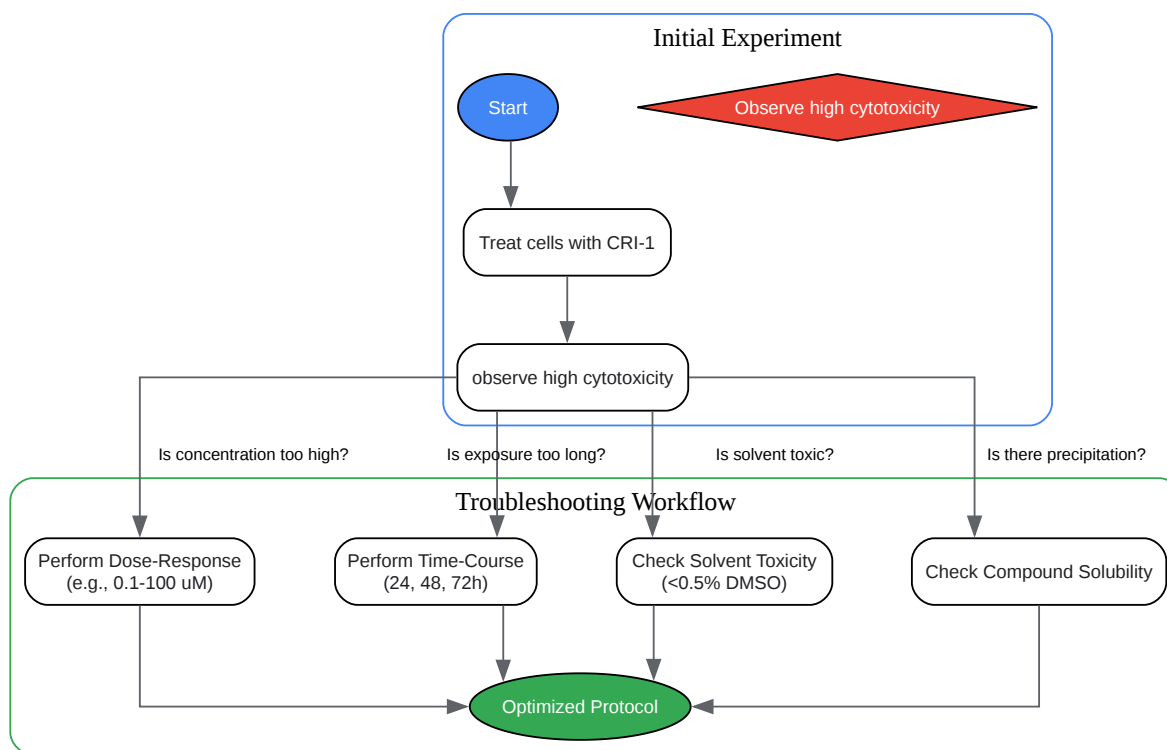 Initial Experiment
Start
Observe high cytotoxicity
Treat cells with CRI-1
observe high cytotoxicity
Is concentration too high?
Is exposure too long?
Is solvent toxic?
Is there precipitation?
Troubleshooting Workflow
Perform Dose-Response
(e.g., 0.1-100 uM)
Perform Time-Course
(24, 48, 72h)
Check Solvent Toxicity
(<0.5% DMSO)
Check Compound Solubility
Optimized Protocol